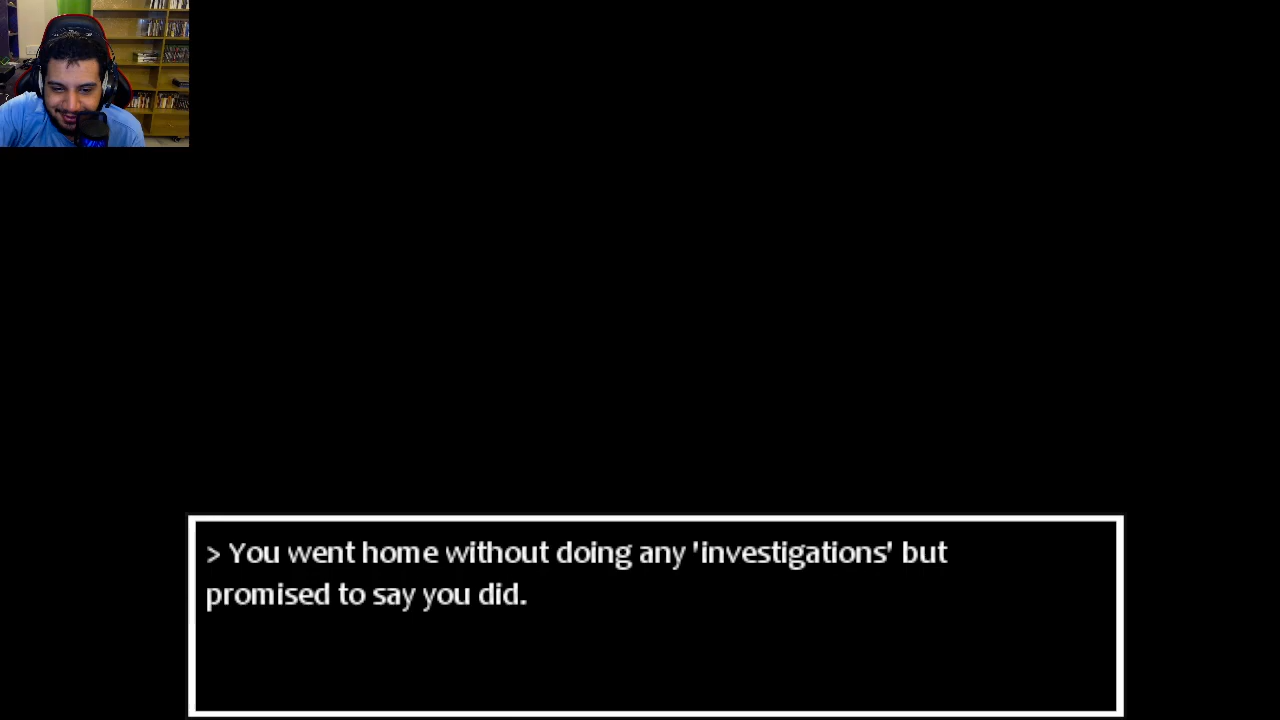 > You went home without doing any 'investigations' but
promised to say you did.